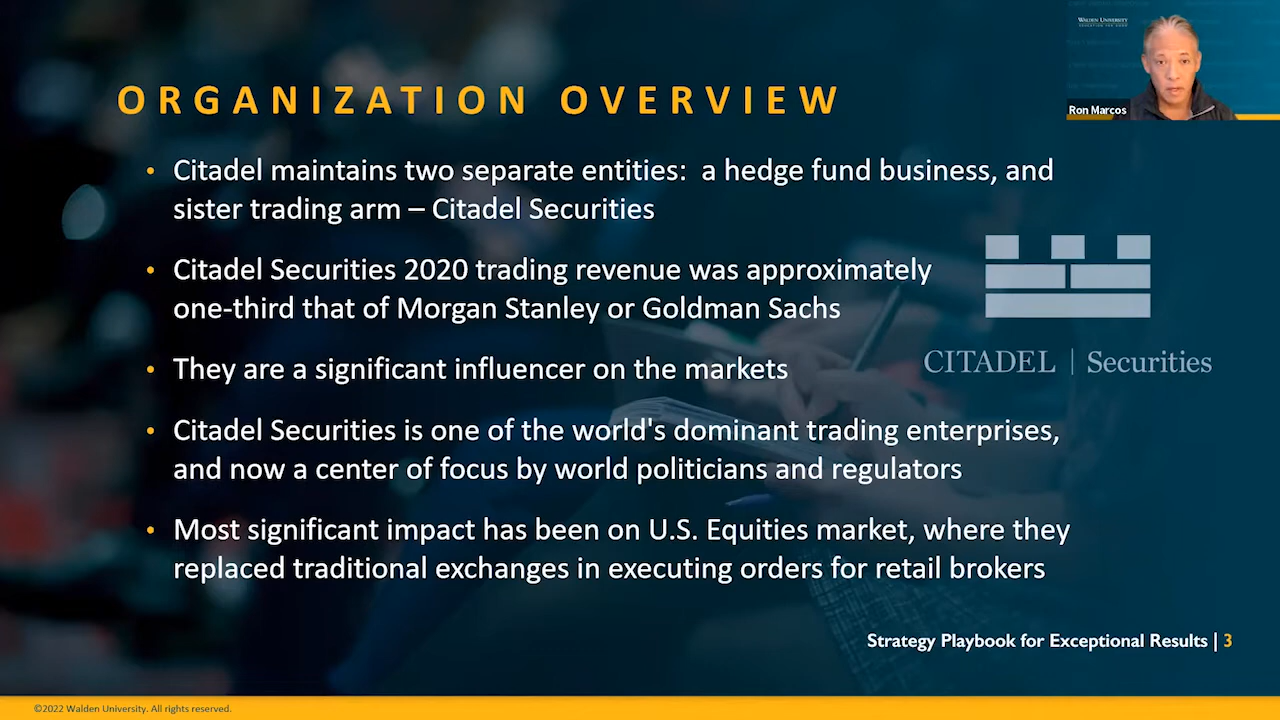 WALDEN UNIVERSITY
Ron Marcos
ORGANIZATION OVERVIEW
• Citadel maintains two separate entities:  a hedge fund business, and
sister trading arm – Citadel Securities
• Citadel Securities 2020 trading revenue was approximately
one-third that of Morgan Stanley or Goldman Sachs
• They are a significant influencer on the markets
• Citadel Securities is one of the world's dominant trading enterprises,
and now a center of focus by world politicians and regulators
• Most significant impact has been on U.S. Equities market, where they
replaced traditional exchanges in executing orders for retail brokers
CITADEL | Securities
Strategy Playbook for Exceptional Results | 3
©2022 Walden University. All rights reserved.